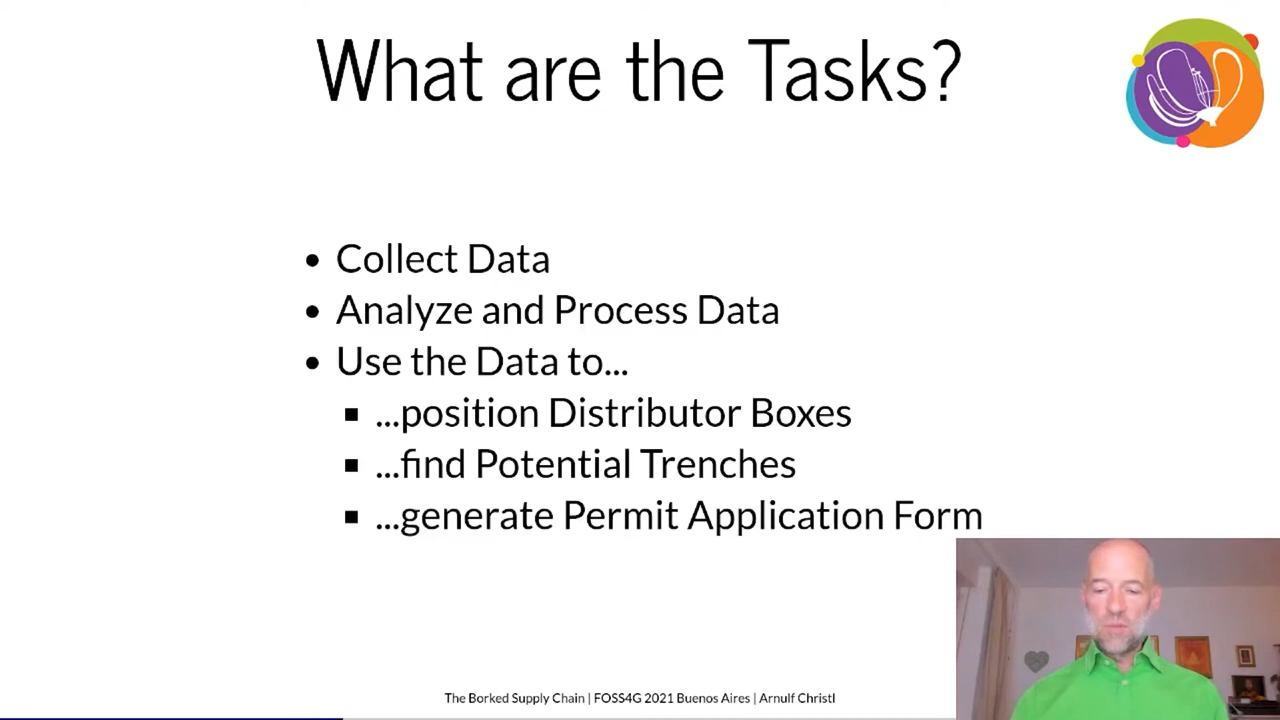 What are the Tasks?
Collect Data
Analyze and Process Data
Use the Data to...
...position Distributor Boxes
...find Potential Trenches
...generate Permit Application Form
The Borked Supply Chain | FOSS4G 2021 Buenos Aires | Arnulf Christl